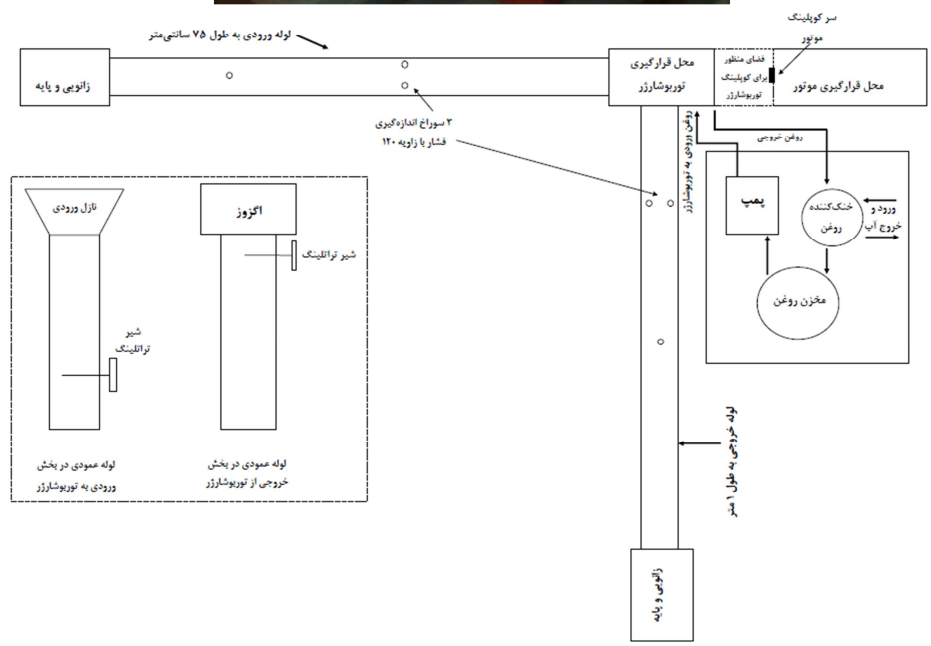 لوله ورودی به طول ۷۵ سانتی‌متر
سر کوپلینگ
موتور
زانویی و پایه
محل قرارگیری
توربوشارژر
فضای منظور
برای کوپلینگ
توربوشارژر
محل قرارگیری موتور
۳ سوراخ اندازه‌گیری
فشار با زاویه ۱۲۰
روغن ورودی به توربوشارژر
روغن خروجی
پمپ
خنک‌کننده
روغن
ورود و
خروج آب
مخزن روغن
نازل ورودی
اگزوز
شیر تراتلینگ
شیر
تراتلینگ
لوله عمودی در بخش
ورودی به توربوشارژر
لوله عمودی در بخش
خروجی از توربوشارژر
لوله خروجی به طول ۱ متر
زانویی و پایه